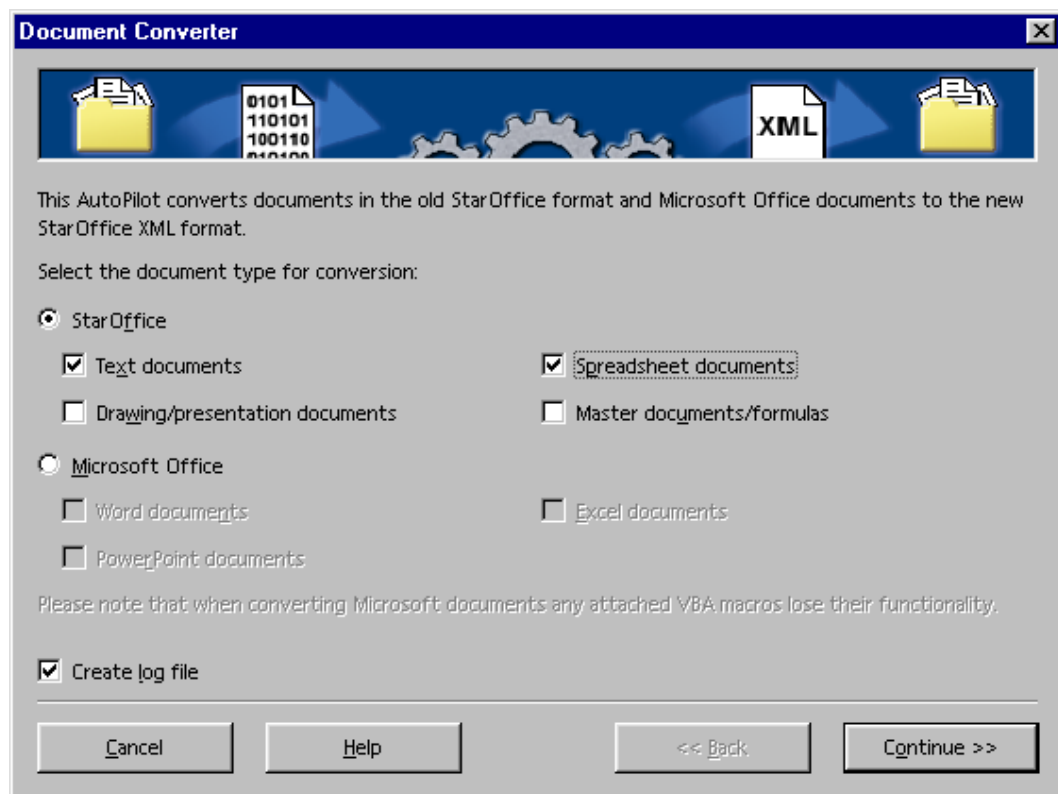 Document Converter
0101
110101
100110
010100
XML
This AutoPilot converts documents in the old StarOffice format and Microsoft Office documents to the new
StarOffice XML format.
Select the document type for conversion:
StarOffice
Text documents
Spreadsheet documents
Drawing/presentation documents
Master documents/formulas
Microsoft Office
Word documents
Excel documents
PowerPoint documents
Please note that when converting Microsoft documents any attached VBA macros lose their functionality.
Create log file
Cancel
Help
<< Back
Continue >>